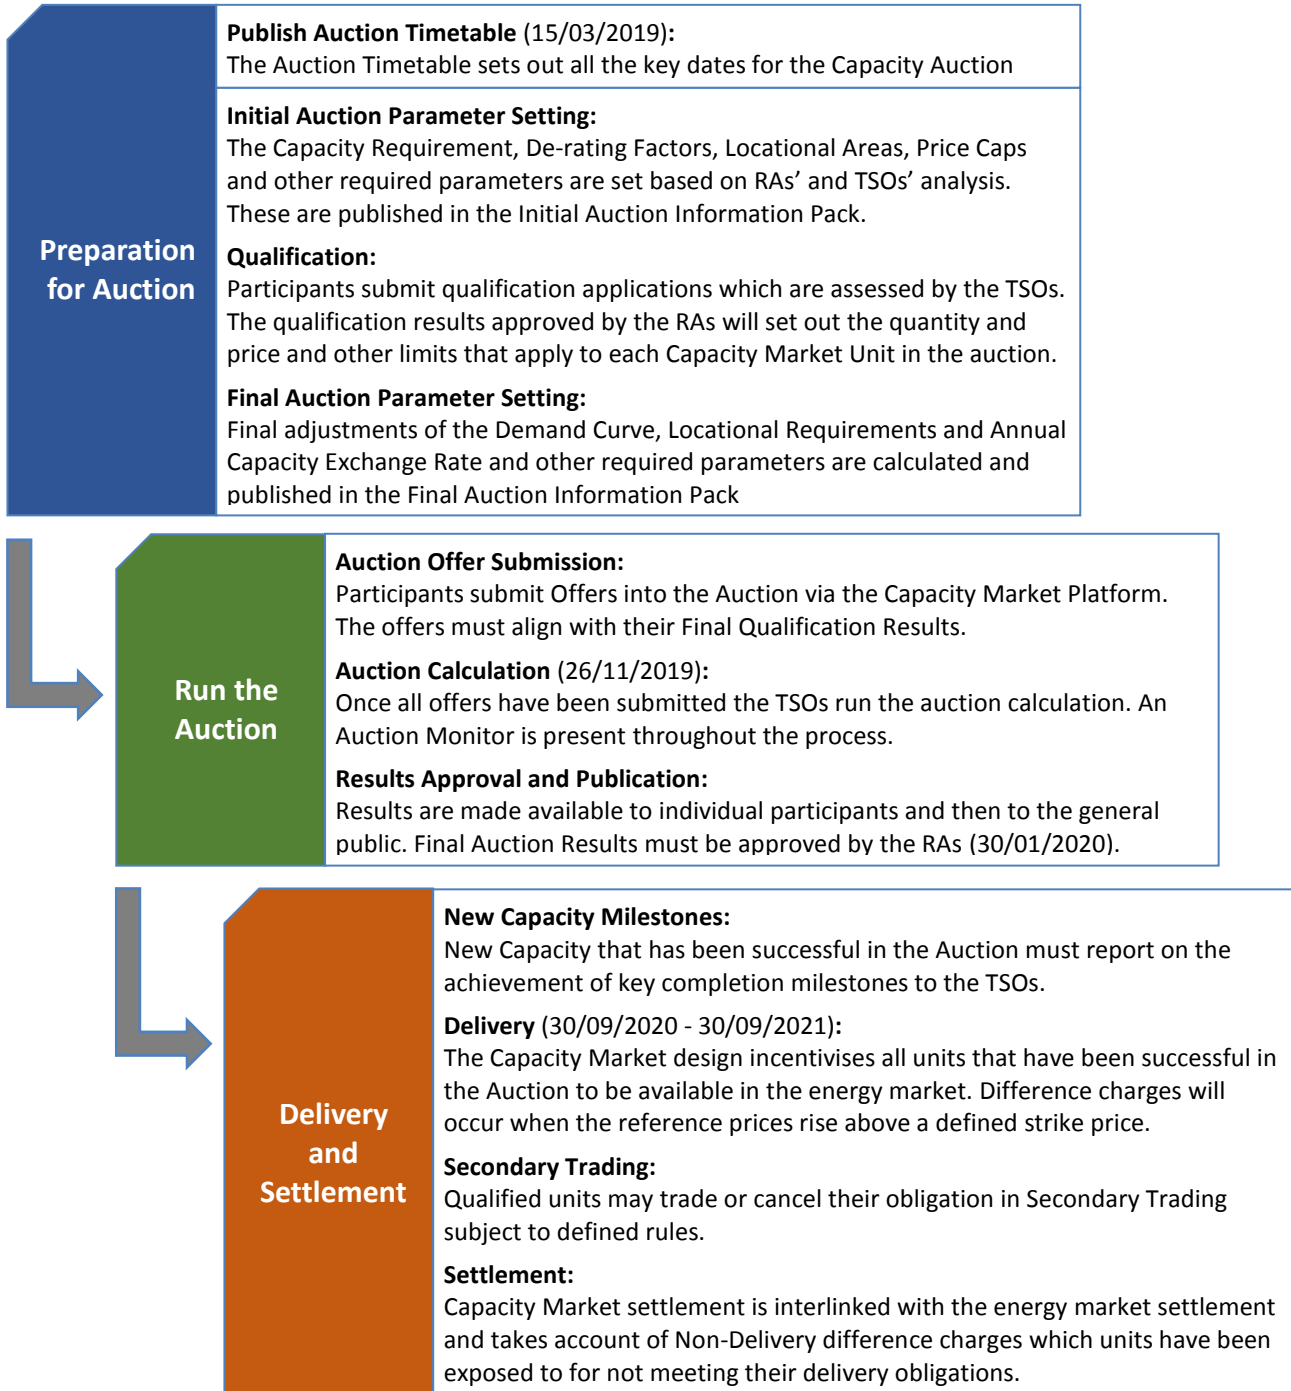 Preparation
for Auction
Publish Auction Timetable (15/03/2019):
The Auction Timetable sets out all the key dates for the Capacity Auction
Initial Auction Parameter Setting:
The Capacity Requirement, De-rating Factors, Locational Areas, Price Caps
and other required parameters are set based on RAs’ and TSOs’ analysis.
These are published in the Initial Auction Information Pack.
Qualification:
Participants submit qualification applications which are assessed by the TSOs.
The qualification results approved by the RAs will set out the quantity and
price and other limits that apply to each Capacity Market Unit in the auction.
Final Auction Parameter Setting:
Final adjustments of the Demand Curve, Locational Requirements and Annual
Capacity Exchange Rate and other required parameters are calculated and
published in the Final Auction Information Pack
Run the
Auction
Auction Offer Submission:
Participants submit Offers into the Auction via the Capacity Market Platform.
The offers must align with their Final Qualification Results.
Auction Calculation (26/11/2019):
Once all offers have been submitted the TSOs run the auction calculation. An
Auction Monitor is present throughout the process.
Results Approval and Publication:
Results are made available to individual participants and then to the general
public. Final Auction Results must be approved by the RAs (30/01/2020).
Delivery
and
Settlement
New Capacity Milestones:
New Capacity that has been successful in the Auction must report on the
achievement of key completion milestones to the TSOs.
Delivery (30/09/2020 - 30/09/2021):
The Capacity Market design incentivises all units that have been successful in
the Auction to be available in the energy market. Difference charges will
occur when the reference prices rise above a defined strike price.
Secondary Trading:
Qualified units may trade or cancel their obligation in Secondary Trading
subject to defined rules.
Settlement:
Capacity Market settlement is interlinked with the energy market settlement
and takes account of Non-Delivery difference charges which units have been
exposed to for not meeting their delivery obligations.